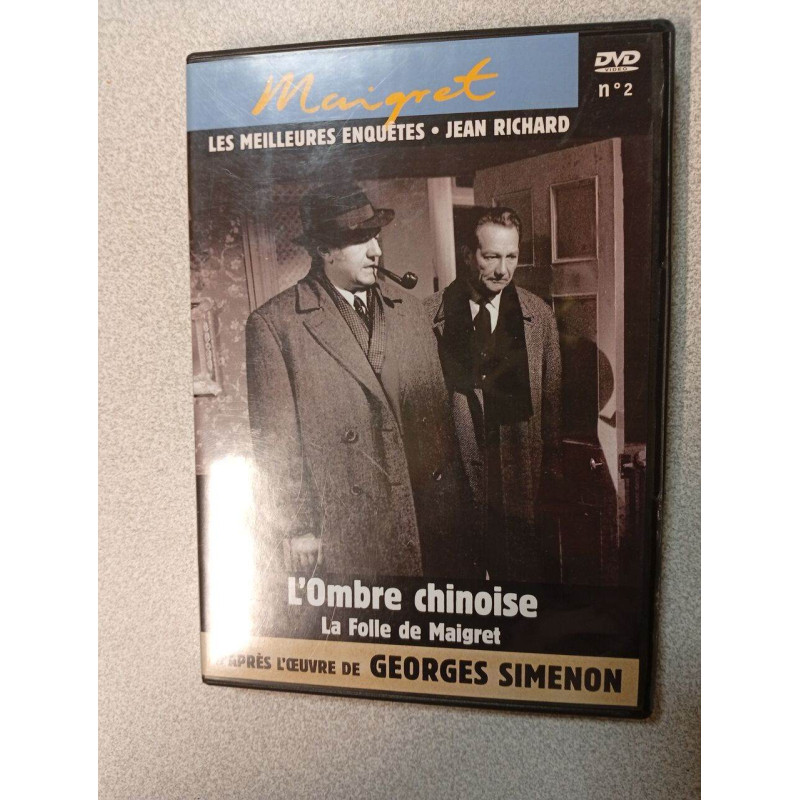 Maigret
DVD
VIDEO
n°2
LES MEILLEURES ENQUÊTES • JEAN RICHARD
L'Ombre chinoise
La Folle de Maigret
D'APRÈS L'ŒUVRE DE GEORGES SIMENON